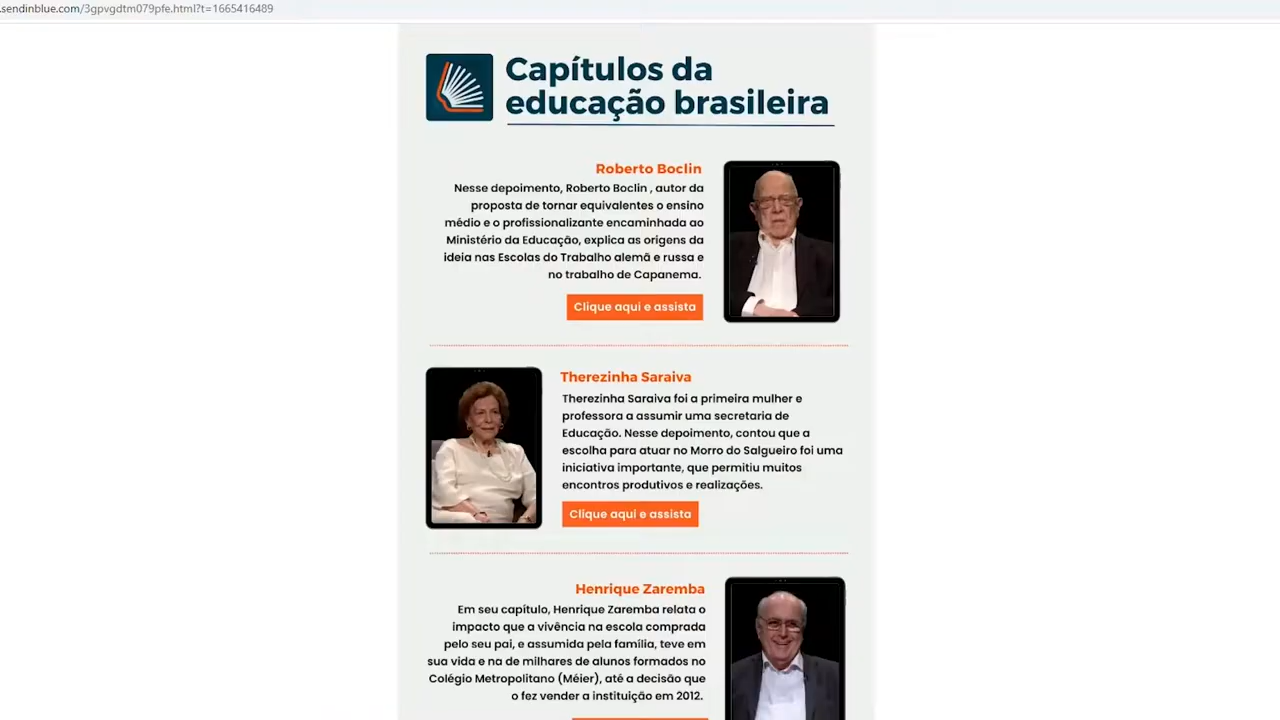 .sendinblue.com/3gpvgdtm079pfe.html?t=1665416489
Capítulos da
educação brasileira
Roberto Boclin
Nesse depoimento, Roberto Boclin , autor da
proposta de tornar equivalentes o ensino
médio e o profissionalizante encaminhada ao
Ministério da Educação, explica as origens da
ideia nas Escolas do Trabalho alemã e russa e
no trabalho de Capanema.
Clique aqui e assista
Therezinha Saraiva
Therezinha Saraiva foi a primeira mulher e
professora a assumir uma secretaria de
Educação. Nesse depoimento, contou que a
escolha para atuar no Morro do Salgueiro foi uma
iniciativa importante, que permitiu muitos
encontros produtivos e realizações.
Clique aqui e assista
Henrique Zaremba
Em seu capítulo, Henrique Zaremba relata o
impacto que a vivência na escola comprada
pelo seu pai, e assumida pela família, teve em
sua vida e na de milhares de alunos formados no
Colégio Metropolitano (Méier), até a decisão que
o fez vender a instituição em 2012.